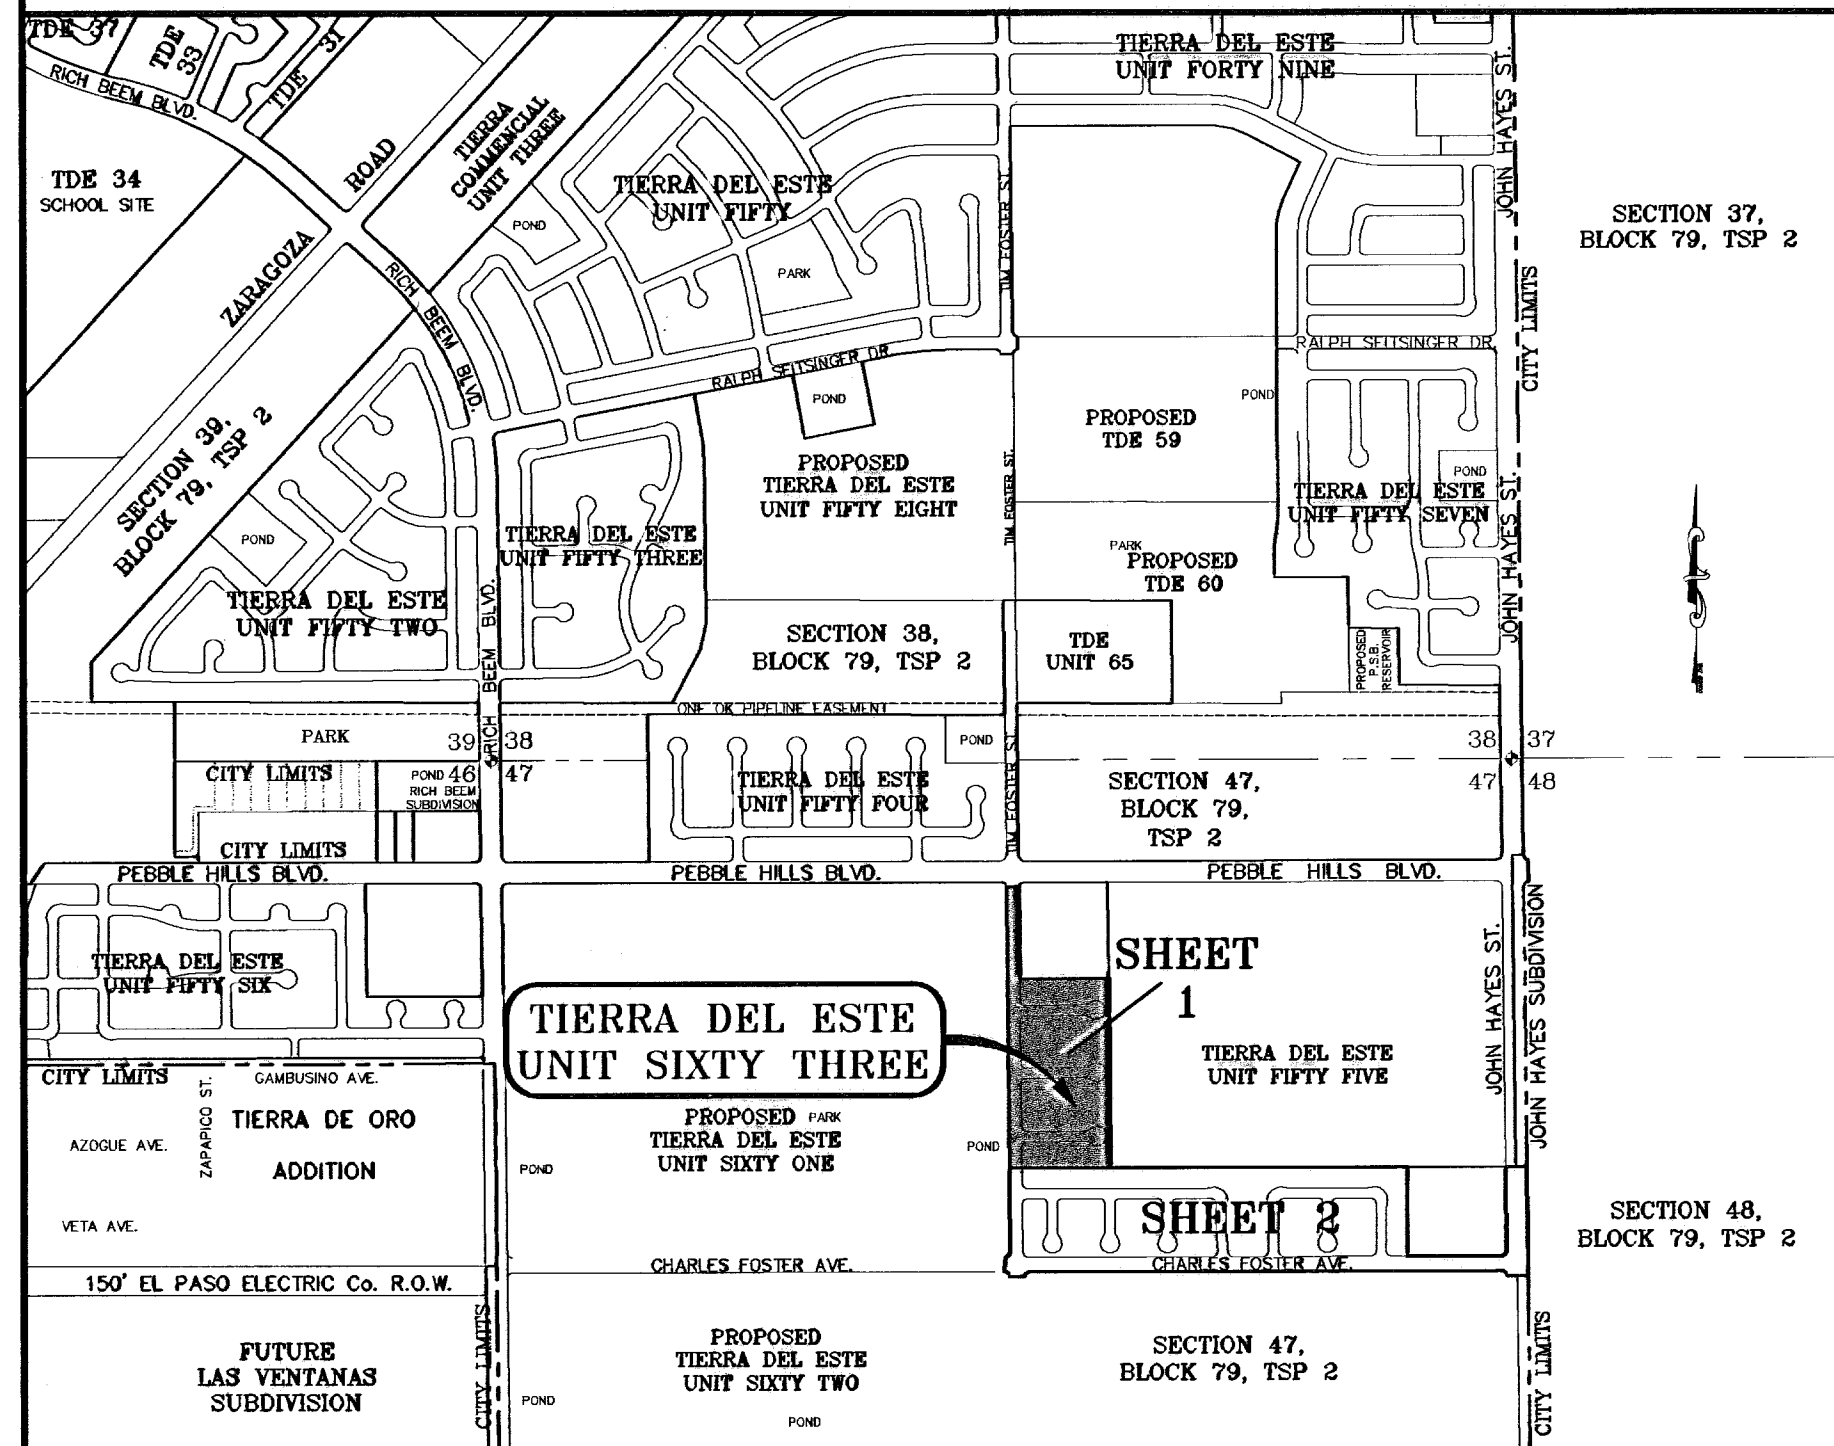 TDE 37
TDE
33
TDE 31
RICH BEEM BLVD.
TIERRA DEL ESTE
UNIT FORTY NINE
JOHN HAYES ST.
TDE 34
SCHOOL SITE
ZARAGOZA
ROAD
TIERRA
COMMENCIAL
UNIT THREE
TIERRA DEL ESTE
UNIT FIFTY
POND
PARK
TIM FOSTER ST.
SECTION 37,
BLOCK 79, TSP 2
CITY LIMITS
RICH BEEM BLVD.
RALPH SEITSINGER DR.
RALPH SEITSINGER DR.
SECTION 39,
BLOCK 79, TSP 2
POND
POND
PROPOSED
TDE 59
PROPOSED
TIERRA DEL ESTE
UNIT FIFTY EIGHT
TIM FOSTER ST.
POND
TIERRA DEL ESTE
UNIT FIFTY SEVEN
JOHN HAYES ST.
POND
TIERRA DEL ESTE
UNIT FIFTY THREE
PARK
PROPOSED
TDE 60
TIERRA DEL ESTE
UNIT FIFTY TWO
RICH BEEM BLVD.
SECTION 38,
BLOCK 79, TSP 2
TDE
UNIT 65
PROPOSED
P.S.B.
RESERVOIR
ONE OK PIPELINE EASEMENT
PARK
39
38
46
47
POND
38
37
47
48
CITY LIMITS
POND
RICH BEEM
SUBDIVISION
TIERRA DEL ESTE
UNIT FIFTY FOUR
TIM FOSTER ST.
SECTION 47,
BLOCK 79,
TSP 2
CITY LIMITS
PEBBLE HILLS BLVD.
PEBBLE HILLS BLVD.
PEBBLE HILLS BLVD.
TIERRA DEL ESTE
UNIT FIFTY SIX
SHEET
1
JOHN HAYES ST.
JOHN HAYES SUBDIVISION
TIERRA DEL ESTE
UNIT SIXTY THREE
TIERRA DEL ESTE
UNIT FIFTY FIVE
CITY LIMITS
GAMBUSINO AVE.
ZAPAPICO ST.
TIERRA DE ORO
ADDITION
AZOGUE AVE.
VETA AVE.
PROPOSED
PARK
TIERRA DEL ESTE
UNIT SIXTY ONE
POND
POND
SHEET 2
SECTION 48,
BLOCK 79, TSP 2
CHARLES FOSTER AVE.
CHARLES FOSTER AVE.
150' EL PASO ELECTRIC Co. R.O.W.
CITY LIMITS
FUTURE
LAS VENTANAS
SUBDIVISION
PROPOSED
TIERRA DEL ESTE
UNIT SIXTY TWO
POND
POND
SECTION 47,
BLOCK 79, TSP 2
CITY LIMITS